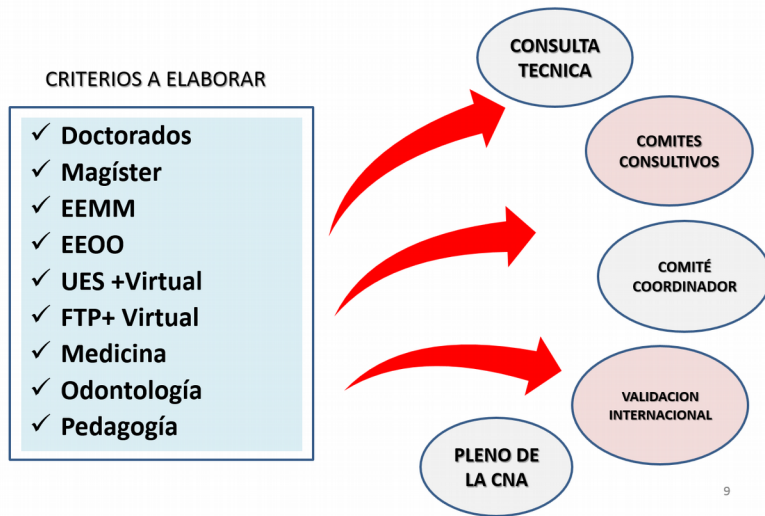 CRITERIOS A ELABORAR
✓ Doctorados
✓ Magíster
✓ EEMM
✓ EEOO
✓ UES +Virtual
✓ FTP+ Virtual
✓ Medicina
✓ Odontología
✓ Pedagogía
CONSULTA
TECNICA
COMITES
CONSULTIVOS
COMITÉ
COORDINADOR
VALIDACION
INTERNACIONAL
PLENO DE
LA CNA
9